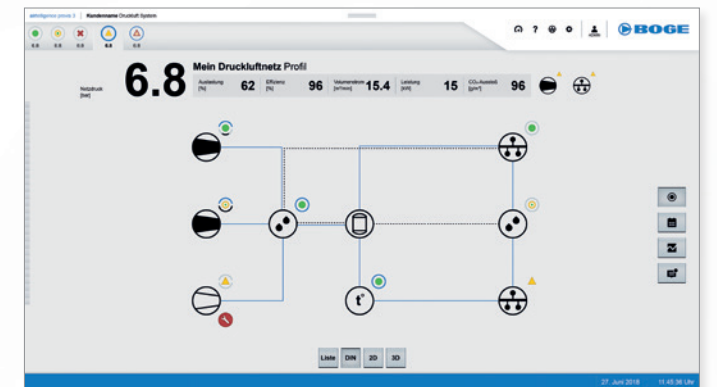 airtelligence provis 3 | Kundenname Druckluft System
BOGE
ADMIN
6.8 6.8 6.8 6.8 6.8
Netzdruck
[bar]
6.8
Mein Druckluftnetz Profil
Auslastung
[%]
62
Effizienz
[%]
96
Volumenstrom
[m³/min]
15.4
Leistung
[kW]
15
CO₂-Ausstoß
[g/m³]
96
t°
Liste DIN 2D 3D
27. Juni 2018 11:45:36 Uhr